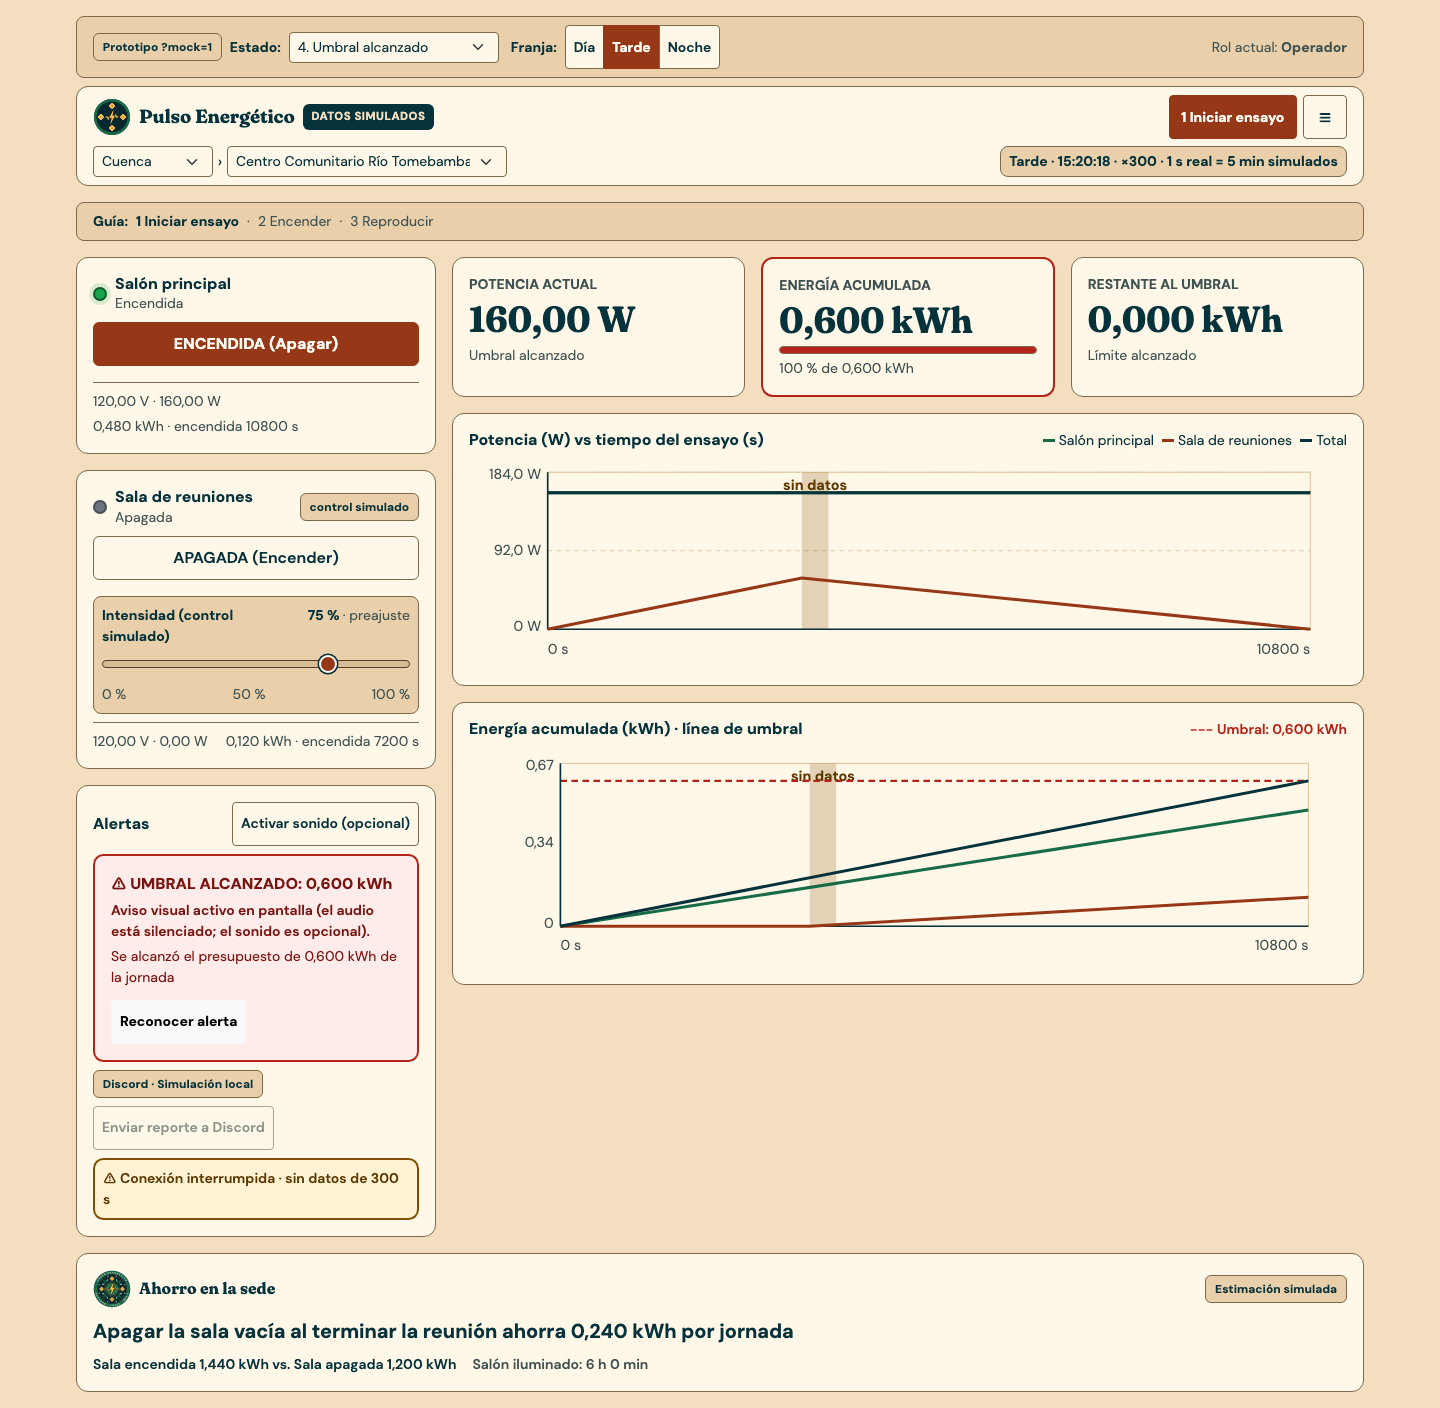 Prototipo ?mock=1 Estado: 4. Umbral alcanzado Franja: Día Tarde Noche Rol actual: Operador
Pulso Energético DATOS SIMULADOS 1 Iniciar ensayo ≡
Cuenca › Centro Comunitario Río Tomebamba Tarde · 15:20:18 · ×300 · 1 s real = 5 min simulados
Guía: 1 Iniciar ensayo · 2 Encender · 3 Reproducir
Salón principal
Encendida
ENCENDIDA (Apagar)
120,00 V · 160,00 W
0,480 kWh · encendida 10800 s
Sala de reuniones
Apagada
control simulado
APAGADA (Encender)
Intensidad (control simulado) 75 % · preajuste
0 % 50 % 100 %
120,00 V · 0,00 W 0,120 kWh · encendida 7200 s
Alertas
Activar sonido (opcional)
⚠ UMBRAL ALCANZADO: 0,600 kWh
Aviso visual activo en pantalla (el audio
está silenciado; el sonido es opcional).
Se alcanzó el presupuesto de 0,600 kWh de
la jornada
Reconocer alerta
Discord · Simulación local
Enviar reporte a Discord
⚠ Conexión interrumpida · sin datos de 300
s
POTENCIA ACTUAL
160,00 W
Umbral alcanzado
ENERGÍA ACUMULADA
0,600 kWh
100 % de 0,600 kWh
RESTANTE AL UMBRAL
0,000 kWh
Límite alcanzado
Potencia (W) vs tiempo del ensayo (s)
Salón principal Sala de reuniones Total
184,0 W
sin datos
92,0 W
0 W
0 s 10800 s
Energía acumulada (kWh) · línea de umbral
--- Umbral: 0,600 kWh
0,67
sin datos
0,34
0
0 s 10800 s
Ahorro en la sede
Estimación simulada
Apagar la sala vacía al terminar la reunión ahorra 0,240 kWh por jornada
Sala encendida 1,440 kWh vs. Sala apagada 1,200 kWh Salón iluminado: 6 h 0 min